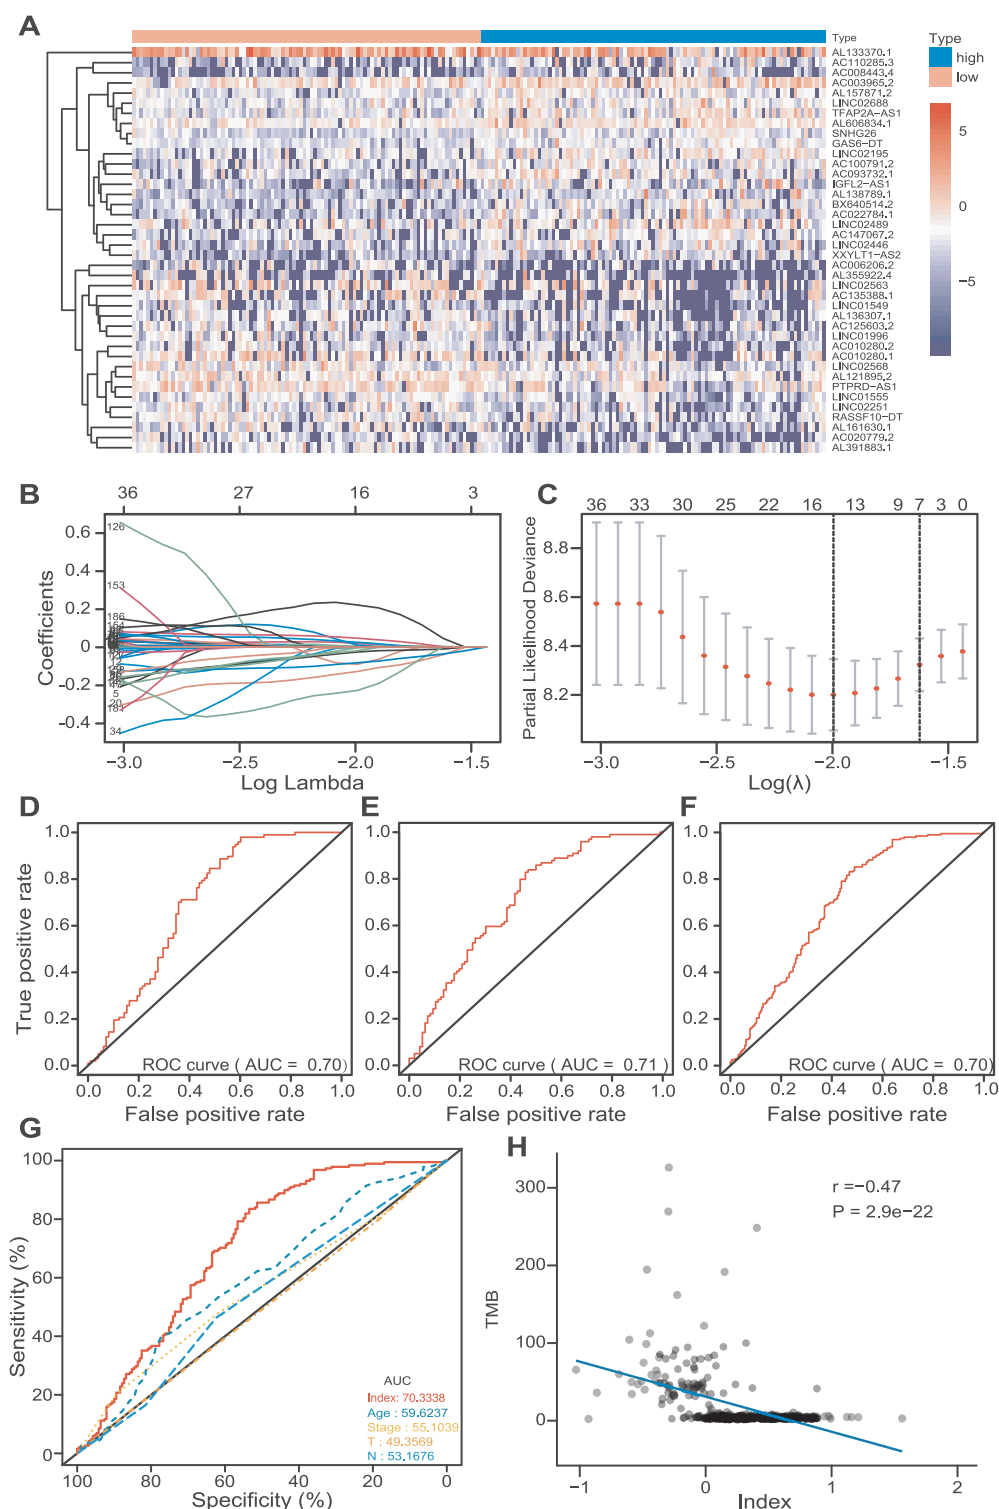 A
Type
Type
high
low
5
0
−5
AL133370.1
AC110285.3
AC008443.4
AC003965.2
AL157871.2
LINC02688
TFAP2A−AS1
AL606834.1
SNHG26
GAS6−DT
LINC02195
AC100791.2
AC093732.1
IGFL2−AS1
AL138789.1
BX640514.2
AC022784.1
LINC02489
AC147067.2
LINC02446
XXYLT1−AS2
AC006206.2
AL355922.4
LINC02563
AC135388.1
LINC01549
AL136307.1
AC125603.2
LINC01996
AC010280.2
AC010280.1
LINC02568
AL121895.2
PTPRD−AS1
LINC01555
LINC02251
RASSF10−DT
AL161630.1
AC020779.2
AL391883.1
B
36 27 16 3
Coefficients
0.6
0.4
0.2
0
−0.2
−0.4
126
153
186
5
20
181
34
−3.0 −2.5 −2.0 −1.5
Log Lambda
C
36 33 30 25 22 16 13 9 7 3 0
Partial Likelihood Deviance
8.8
8.6
8.4
8.2
−3.0 −2.5 −2.0 −1.5
Log(λ)
D
True positive rate
1.0
0.8
0.6
0.4
0.2
0.0
ROC curve ( AUC = 0.70)
0.0 0.2 0.4 0.6 0.8 1.0
False positive rate
E
1.0
0.8
0.6
0.4
0.2
0.0
ROC curve ( AUC = 0.71 )
0.0 0.2 0.4 0.6 0.8 1.0
False positive rate
F
1.0
0.8
0.6
0.4
0.2
0.0
ROC curve ( AUC = 0.70)
0.0 0.2 0.4 0.6 0.8 1.0
False positive rate
G
Sensitivity (%)
100
80
60
40
20
0
AUC
Index: 70.3338
Age : 59.6237
Stage : 55.1039
T : 49.3569
N : 53.1676
100 80 60 40 20 0
Specificity (%)
H
TMB
300
200
100
0
r =−0.47
P = 2.9e−22
−1 0 1 2
Index